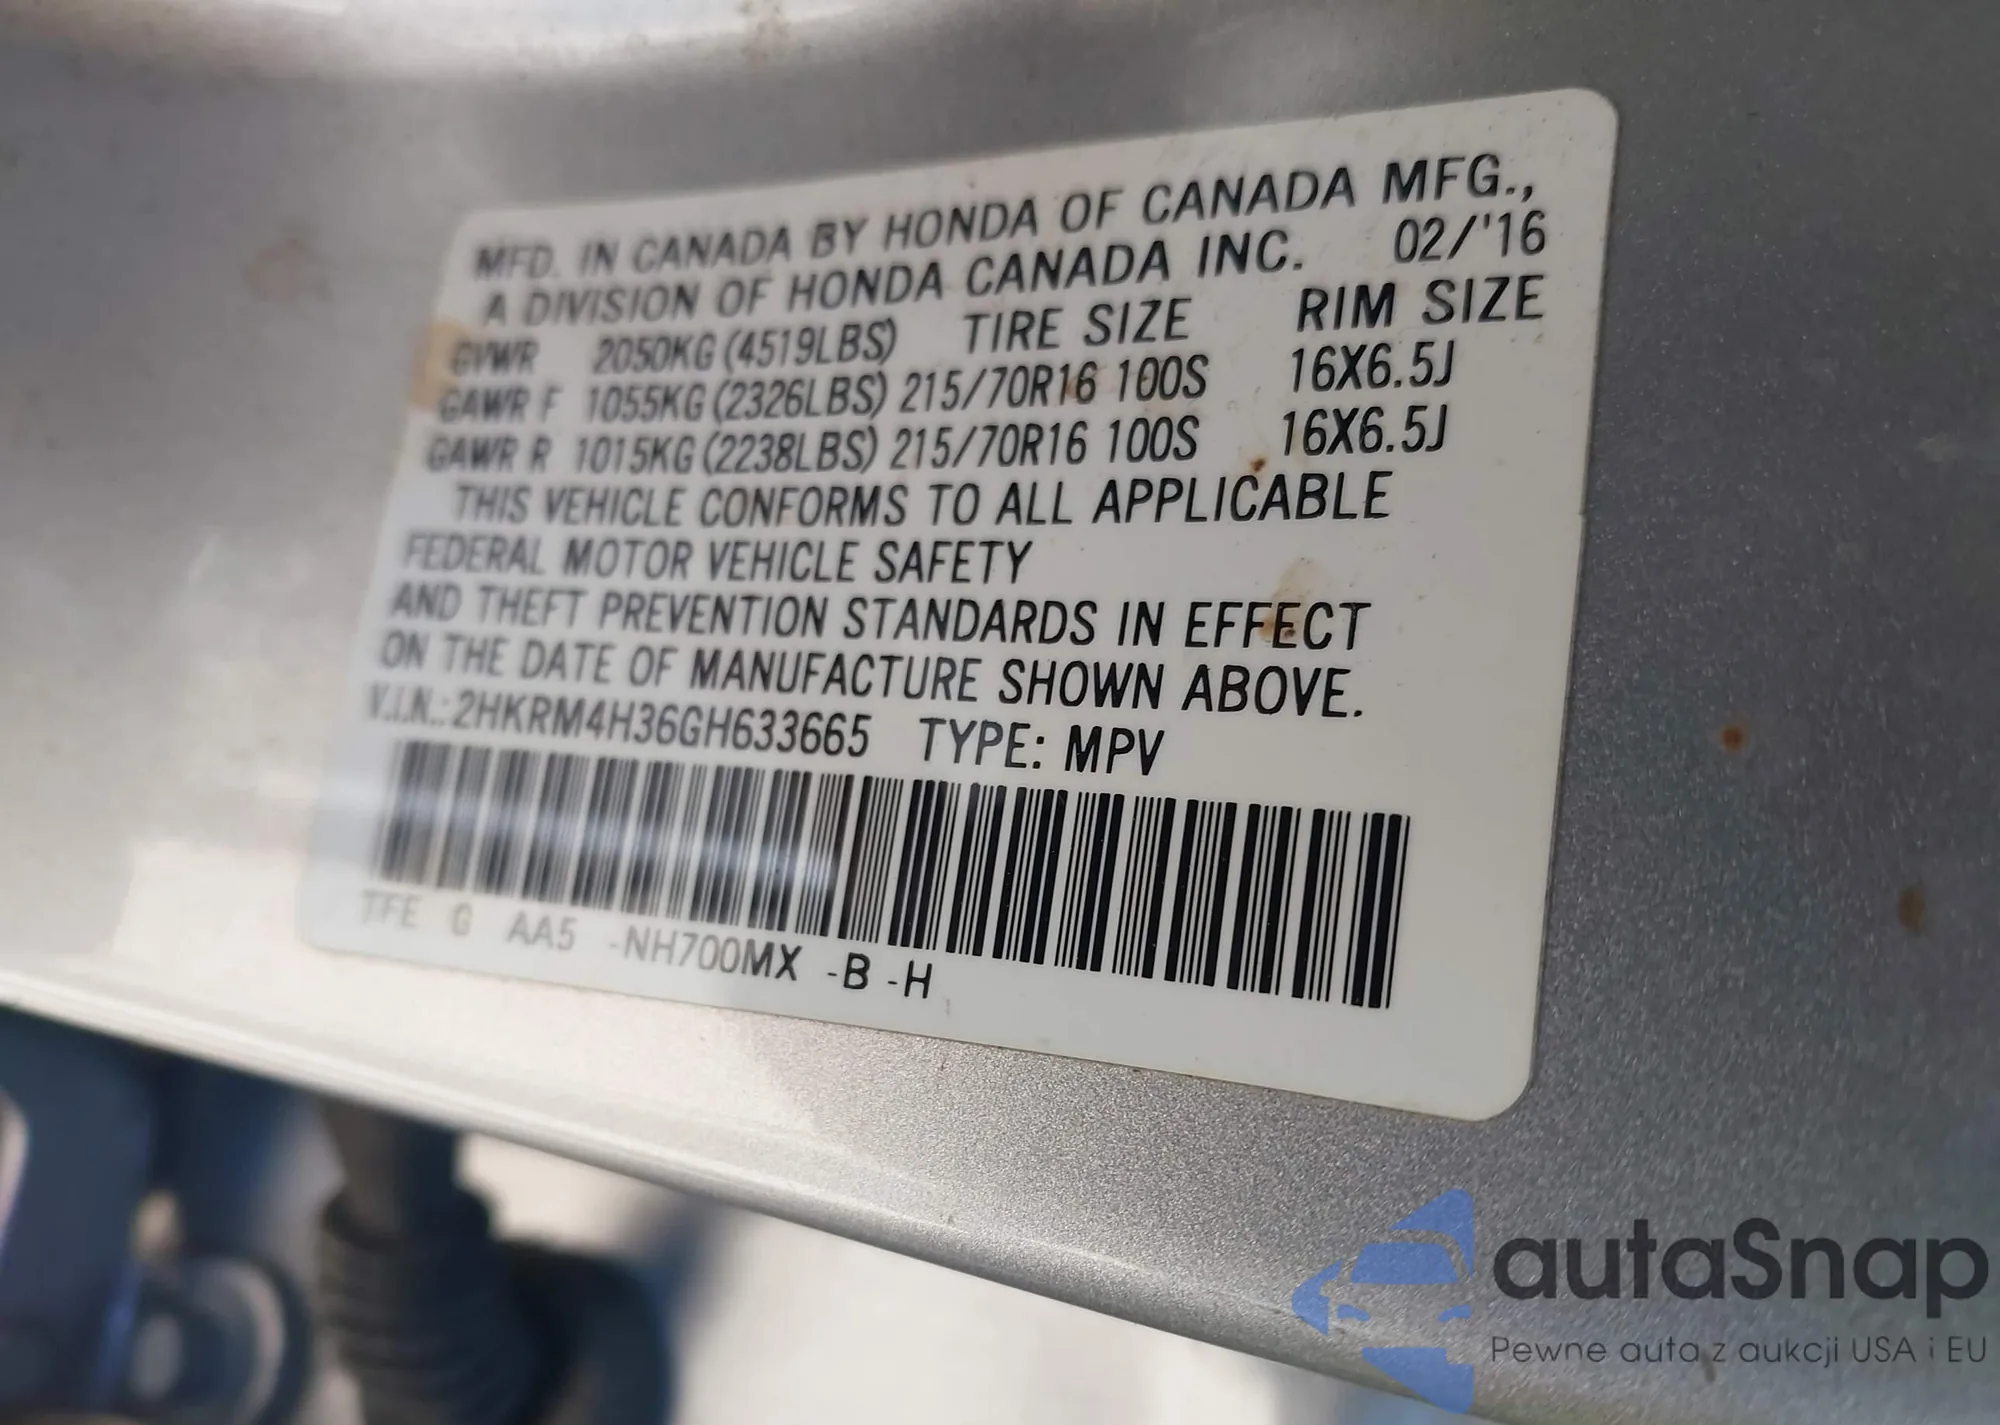 MFD. IN CANADA BY HONDA OF CANADA MFG.,
A DIVISION OF HONDA CANADA INC. 02/'16
GVWR 2050KG (4519LBS) TIRE SIZE RIM SIZE
GAWR F 1055KG (2326LBS) 215/70R16 100S 16X6.5J
GAWR R 1015KG (2238LBS) 215/70R16 100S 16X6.5J
THIS VEHICLE CONFORMS TO ALL APPLICABLE
FEDERAL MOTOR VEHICLE SAFETY
AND THEFT PREVENTION STANDARDS IN EFFECT
ON THE DATE OF MANUFACTURE SHOWN ABOVE.
V.I.N.: 2HKRM4H36GH633665 TYPE: MPV
TFE G AA5 -NH700MX -B -H
autaSnap
Pewne auta z aukcji USA i EU